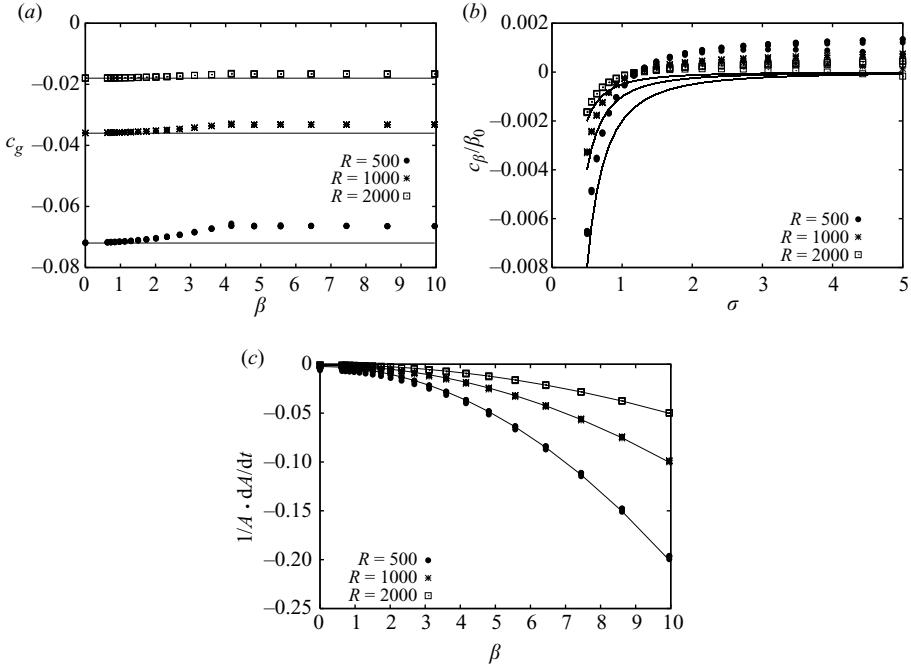 (a)
0
–0.02
–0.04
–0.06
–0.08
c_g
R = 500
R = 1000
R = 2000
0 1 2 3 4 5 6 7 8 9 10
β
(b)
0.002
0
–0.002
–0.004
–0.006
–0.008
c_β/β_0
R = 500
R = 1000
R = 2000
0 1 2 3 4 5
σ
(c)
0
–0.05
–0.10
–0.15
–0.20
–0.25
1/A • dA/dt
R = 500
R = 1000
R = 2000
0 1 2 3 4 5 6 7 8 9 10
β